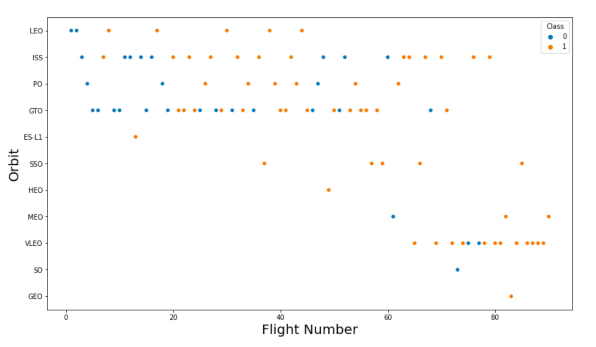 LEO
ISS
PO
GTO
ES-L1
SSO
HEO
MEO
VLEO
SO
GEO
Orbit
0 20 40 60 80
Flight Number
Class
0
1